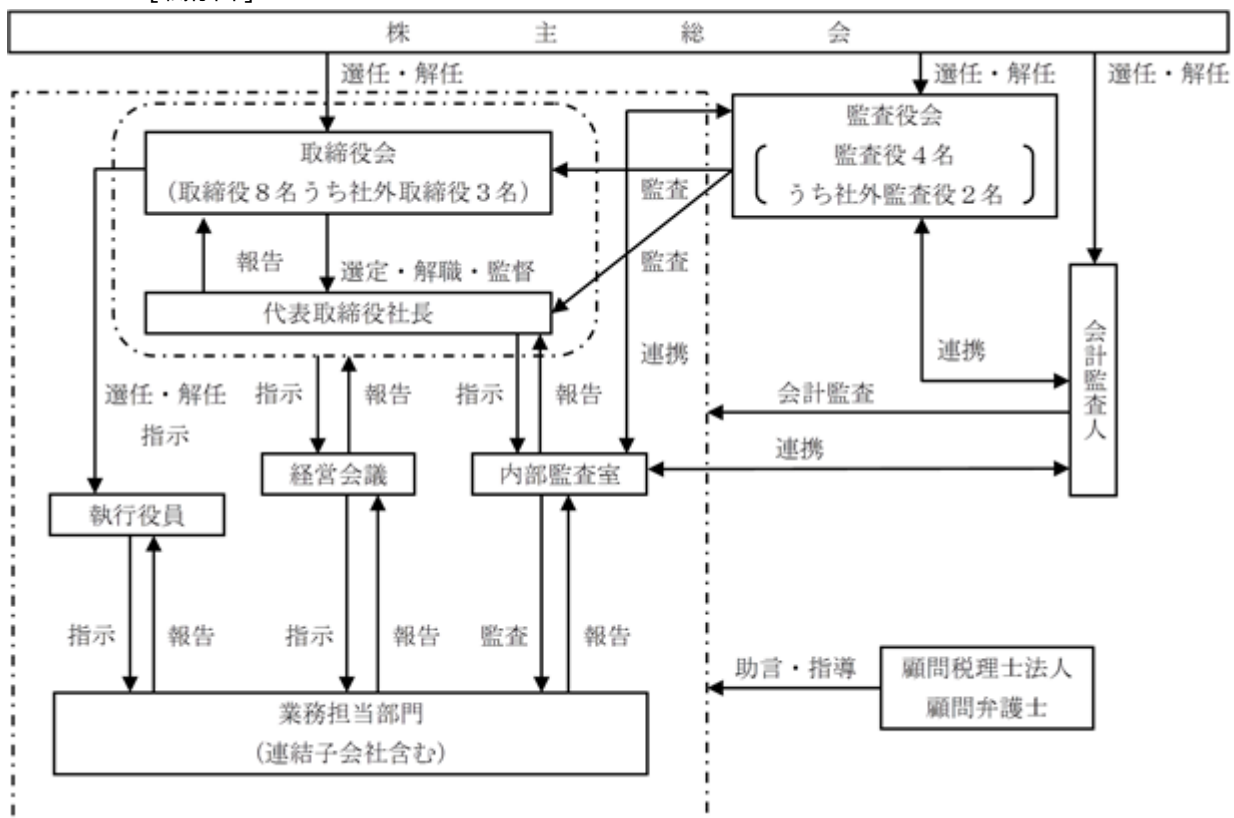 株主総会
選任・解任
選任・解任
選任・解任
取締役会
(取締役8名うち社外取締役3名)
監査役会
監査役4名
うち社外監査役2名
監査
監査
報告
選定・解職・監督
代表取締役社長
会計監査人
選任・解任
指示
指示
報告
指示
報告
連携
連携
会計監査
連携
経営会議
内部監査室
執行役員
指示
報告
指示
報告
監査
報告
助言・指導
顧問税理士法人
顧問弁護士
業務担当部門
(連結子会社含む)